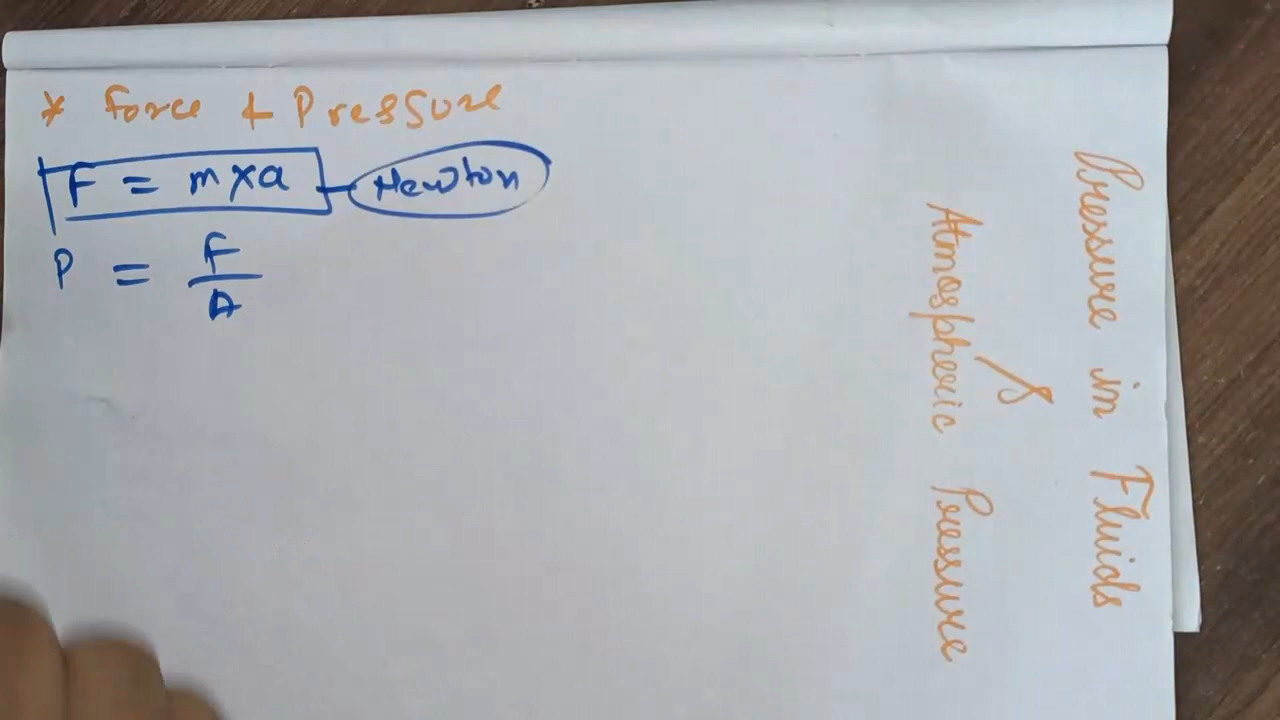 * Force & Pressure
F = m×a - Newton
P = F/A
Pressure in Fluids
&
Atmospheric Pressure